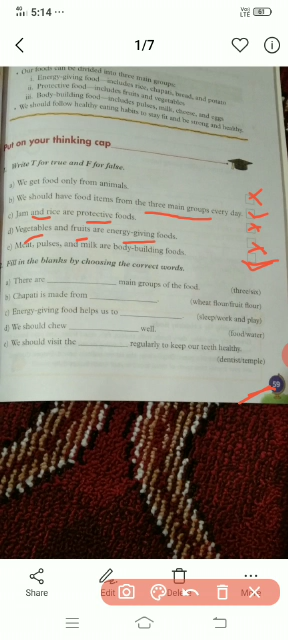 5:14 ...
Vo)
LTE
61
1/7
• Our foods can be divided into three main groups:
i. Energy-giving food—includes rice, chapati, bread, and potato
ii. Protective food—includes fruits and vegetables
iii. Body-building food—includes pulses, milk, cheese, and eggs
• We should follow healthy eating habits to stay fit and be strong and healthy.
Put on your thinking cap
Write T for true and F for false.
a) We get food only from animals.
b) We should have food items from the three main groups every day.
c) Jam and rice are protective foods.
d) Vegetables and fruits are energy-giving foods.
e) Meat, pulses, and milk are body-building foods.
Fill in the blanks by choosing the correct words.
a) There are ____________ main groups of the food. (three/six)
b) Chapati is made from ____________ (wheat flour/fruit flour)
c) Energy-giving food helps us to ____________ (sleep/work and play)
d) We should chew ____________ well. (food/water)
e) We should visit the ____________ regularly to keep out teeth healthy.
(dentist/temple)
59
Share
Edit
Delete
More